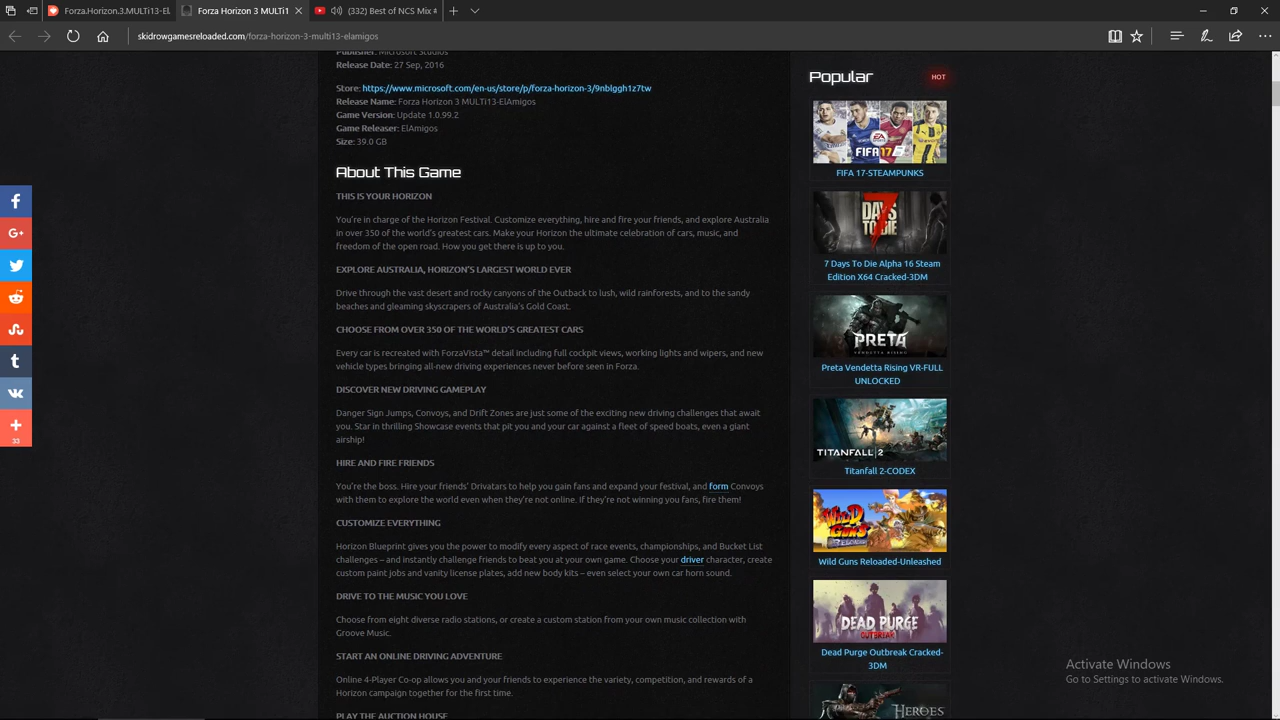 Forza.Horizon.3.MULTi13-El
Forza Horizon 3 MULTi1
(332) Best of NCS Mix
skidrowgamesreloaded.com/forza-horizon-3-multi13-elamigos
Publisher: Microsoft Studios
Release Date: 27 Sep, 2016
Store: https://www.microsoft.com/en-us/store/p/forza-horizon-3/9nblggh1z7tw
Release Name: Forza Horizon 3 MULTi13-ElAmigos
Game Version: Update 1.0.99.2
Game Releaser: ElAmigos
Size: 39.0 GB
About This Game
THIS IS YOUR HORIZON
You're in charge of the Horizon Festival. Customize everything, hire and fire your friends, and explore Australia
in over 350 of the world's greatest cars. Make your Horizon the ultimate celebration of cars, music, and
freedom of the open road. How you get there is up to you.
EXPLORE AUSTRALIA, HORIZON'S LARGEST WORLD EVER
Drive through the vast desert and rocky canyons of the Outback to lush, wild rainforests, and to the sandy
beaches and gleaming skyscrapers of Australia's Gold Coast.
CHOOSE FROM OVER 350 OF THE WORLD'S GREATEST CARS
Every car is recreated with ForzaVista™ detail including full cockpit views, working lights and wipers, and new
vehicle types bringing all-new driving experiences never before seen in Forza.
DISCOVER NEW DRIVING GAMEPLAY
Danger Sign Jumps, Convoys, and Drift Zones are just some of the exciting new driving challenges that await
you. Star in thrilling Showcase events that pit you and your car against a fleet of speed boats, even a giant
airship!
HIRE AND FIRE FRIENDS
You're the boss. Hire your friends' Drivatars to help you gain fans and expand your festival, and form Convoys
with them to explore the world even when they're not online. If they're not winning you fans, fire them!
CUSTOMIZE EVERYTHING
Horizon Blueprint gives you the power to modify every aspect of race events, championships, and Bucket List
challenges – and instantly challenge friends to beat you at your own game. Choose your driver character, create
custom paint jobs and vanity license plates, add new body kits – even select your own car horn sound.
DRIVE TO THE MUSIC YOU LOVE
Choose from eight diverse radio stations, or create a custom station from your own music collection with
Groove Music.
START AN ONLINE DRIVING ADVENTURE
Online 4-Player Co-op allows you and your friends to experience the variety, competition, and rewards of a
Horizon campaign together for the first time.
PLAY THE AUCTION HOUSE
33
Popular
HOT
EA SPORTS
FIFA 17
FIFA 17-STEAMPUNKS
7 DAYS TO DIE
7 Days To Die Alpha 16 Steam
Edition X64 Cracked-3DM
PRETA
VENDETTA RISING
Preta Vendetta Rising VR-FULL
UNLOCKED
TITANFALL 2
Titanfall 2-CODEX
WILD GUNS
Wild Guns Reloaded-Unleashed
DEAD PURGE
OUTBREAK
Dead Purge Outbreak Cracked-
3DM
HEROES
Activate Windows
Go to Settings to activate Windows.